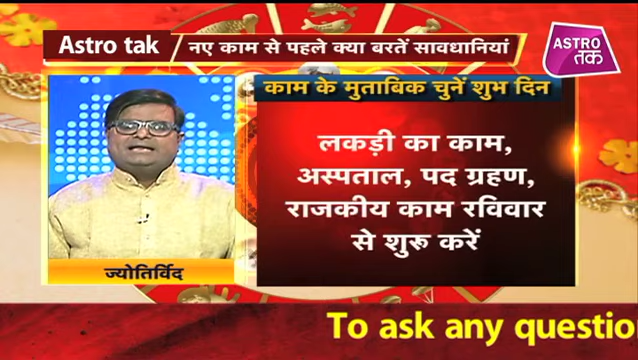 Astro tak
नए काम से पहले क्या बरतें सावधानियां
ASTRO
तक
काम के मुताबिक चुनें शुभ दिन
लकड़ी का काम,
अस्पताल, पद ग्रहण,
राजकीय काम रविवार
से शुरू करें
ज्योतिर्विद
To ask any question